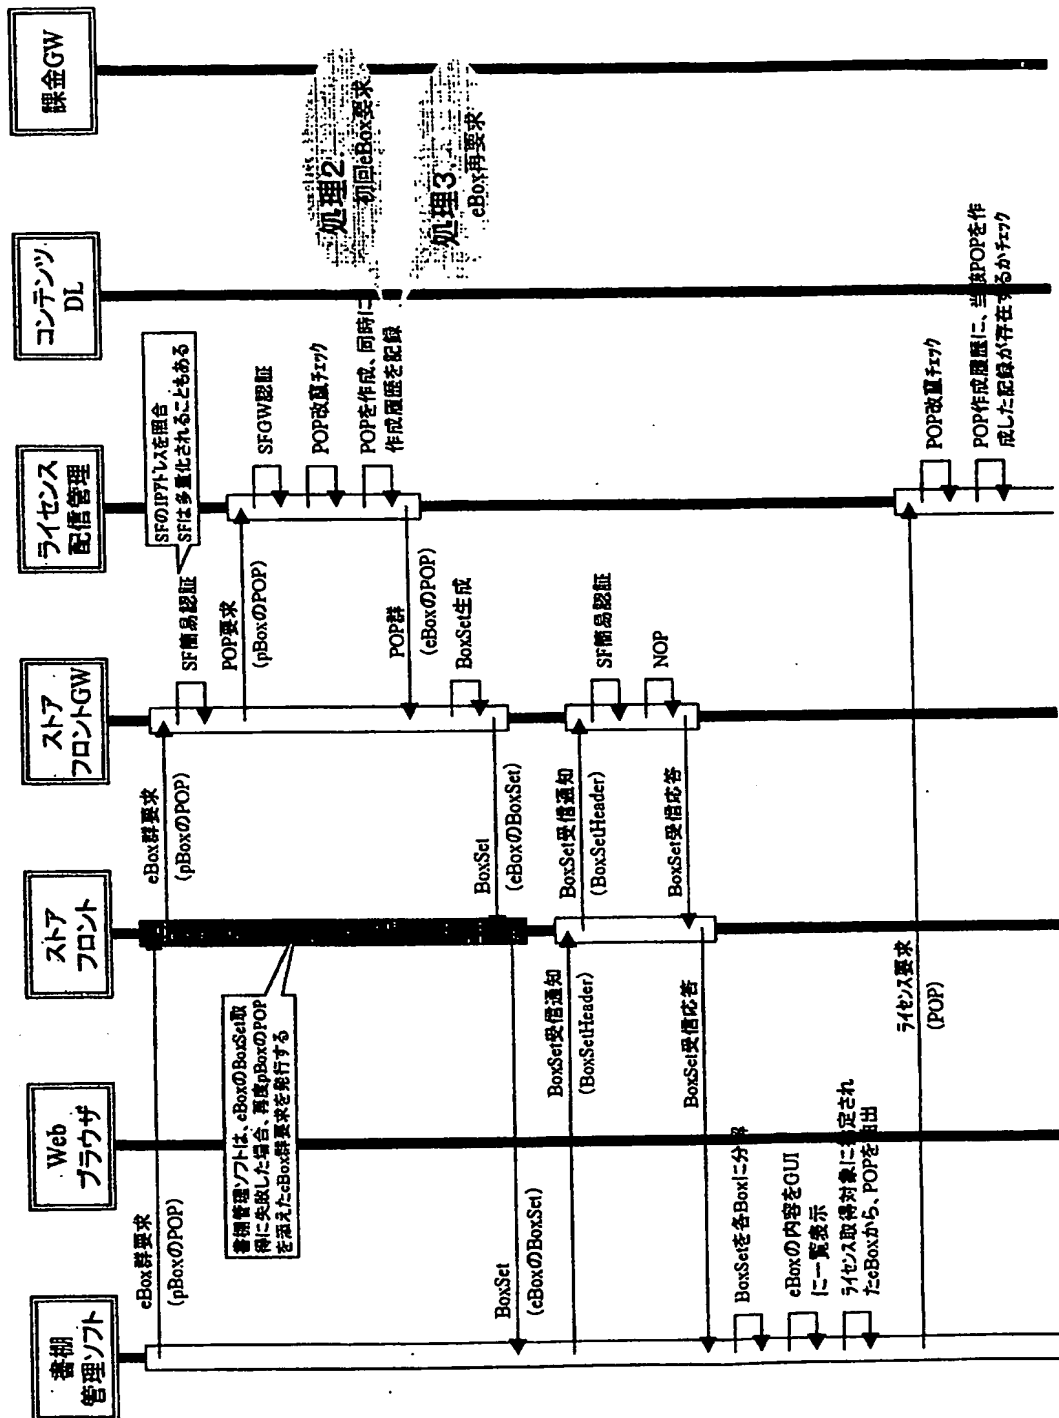 書棚
管理ソフト
Web
ブラウザ
ストア
フロント
ストア
フロントGW
ライセンス
配信管理
コンテンツ
DL
課金GW
eBox群要求
(pBoxのPOP)
eBox群要求
(pBoxのPOP)
SF簡易認証
SFのIPアドレスを照合
SFは多重化されることもある
POP要求
(pBoxのPOP)
SFGW認証
POP改竄チェック
POPを作成、同時に
作成履歴を記録
処理2.
初回eBox要求
処理3.
eBox再要求
書棚管理ソフトは、eBoxのBoxSet取
得に失敗した場合、再度pBoxのPOP
を添えたeBox群要求を発行する
POP群
(eBoxのPOP)
BoxSet生成
BoxSet
(eBoxのBoxSet)
BoxSet
(eBoxのBoxSet)
BoxSet受信通知
(BoxSetHeader)
BoxSet受信通知
(BoxSetHeader)
SF簡易認証
NOP
BoxSet受信応答
BoxSet受信応答
BoxSetを各Boxに分解
eBoxの内容をGUI
に一覧表示
ライセンス取得対象に指定され
たeBoxから、POPを抽出
ライセンス要求
(POP)
POP改竄チェック
POP作成履歴に、当該POPを作
成した記録が存在するかチェック